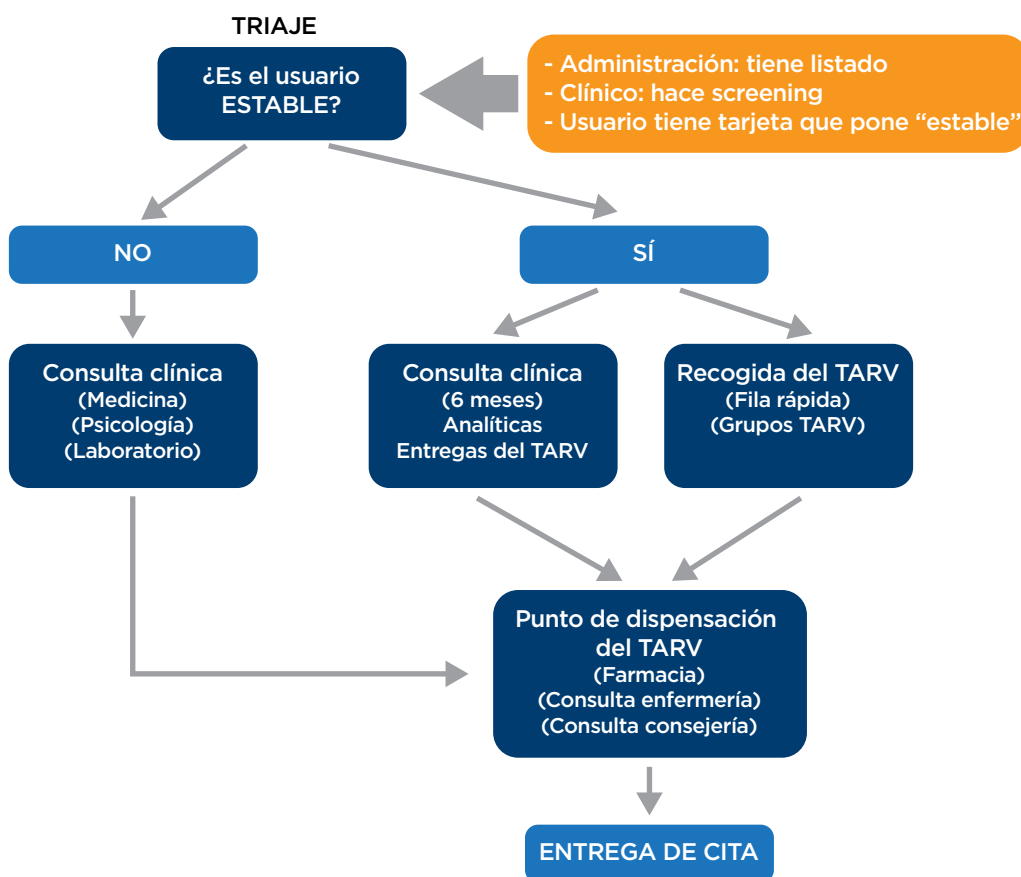 TRIAJE
¿Es el usuario
ESTABLE?
- Administración: tiene listado
- Clínico: hace screening
- Usuario tiene tarjeta que pone “estable”
NO
SÍ
Consulta clínica
(Medicina)
(Psicología)
(Laboratorio)
Consulta clínica
(6 meses)
Analíticas
Entregas del TARV
Recogida del TARV
(Fila rápida)
(Grupos TARV)
Punto de dispensación
del TARV
(Farmacia)
(Consulta enfermería)
(Consulta consejería)
ENTREGA DE CITA